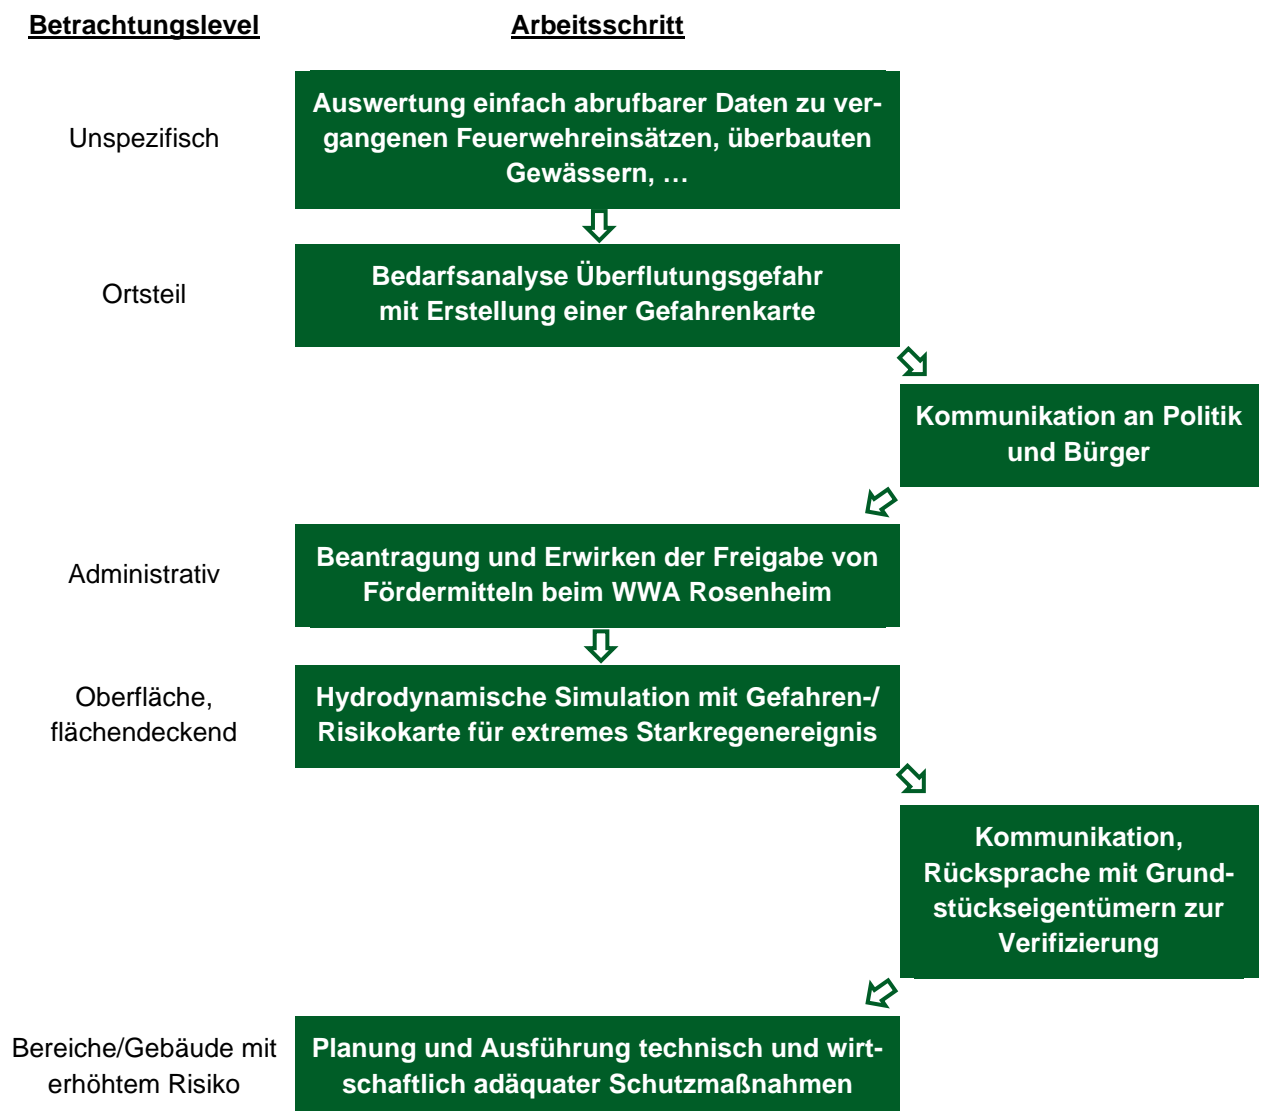 Betrachtungslevel
Arbeitsschritt
Unspezifisch
Auswertung einfach abrufbarer Daten zu ver-
gangenen Feuerwehreinsätzen, überbauten
Gewässern, …
Ortsteil
Bedarfsanalyse Überflutungsgefahr
mit Erstellung einer Gefahrenkarte
Kommunikation an Politik
und Bürger
Administrativ
Beantragung und Erwirken der Freigabe von
Fördermitteln beim WWA Rosenheim
Oberfläche,
flächendeckend
Hydrodynamische Simulation mit Gefahren-/
Risikokarte für extremes Starkregenereignis
Kommunikation,
Rücksprache mit Grund-
stückseigentümern zur
Verifizierung
Bereiche/Gebäude mit
erhöhtem Risiko
Planung und Ausführung technisch und wirt-
schaftlich adäquater Schutzmaßnahmen